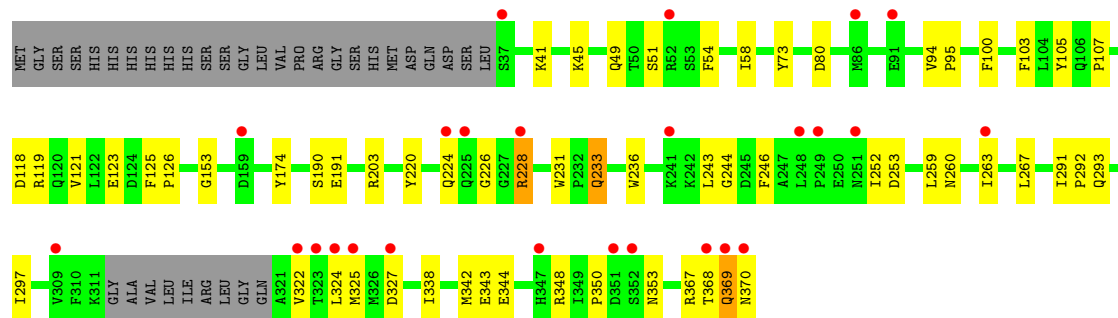 MET GLY SER SER HIS HIS HIS HIS HIS HIS SER SER GLY LEU VAL PRO ARG GLY SER HIS MET ASP GLN ASP SER LEU S37 K41 K45 Q49 T50 S51 R52 S53 F54 I58 Y73 D80 M86 E91 V94 P95 F100 F103 L104 Y105 Q106 P107
D118 R119 Q120 V121 L122 E123 D124 F125 P126 G153 D159 Y174 S190 E191 R203 Y220 Q224 Q225 G226 G227 R228 W231 P232 Q233 W236 K241 K242 L243 G244 D245 F246 A247 L248 P249 E250 N251 I252 D253 L259 N260 I263 L267 I291 P292 Q293
I297 V309 F310 K311 GLY ALA VAL LEU ILE ARG LEU GLY GLN A321 V322 T323 L324 M325 M326 D327 I338 M342 E343 E344 H347 R348 I349 P350 D351 S352 N353 R367 T368 Q369 N370